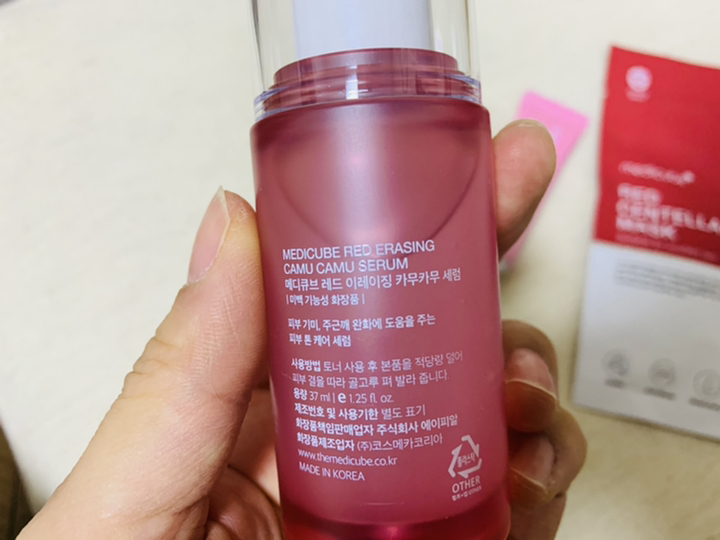 MEDICUBE RED ERASING
CAMU CAMU SERUM
메디큐브 레드 이레이징 카무카무 세럼
| 미백 기능성 화장품 |
피부 기미, 주근깨 완화에 도움을 주는
피부 톤 케어 세럼
사용방법 토너 사용 후 본품을 적당량 덜어
피부 결을 따라 골고루 펴 발라 줍니다.
용량 37 ml | ℮ 1.25 fl. oz.
제조번호 및 사용기한 별도 표기
화장품책임판매업자 주식회사 에이피알
화장품제조업자 (주)코스메카코리아
www.themedicube.co.kr
MADE IN KOREA
플라스틱
OTHER
medicube
RED
CENTELLA
MASK